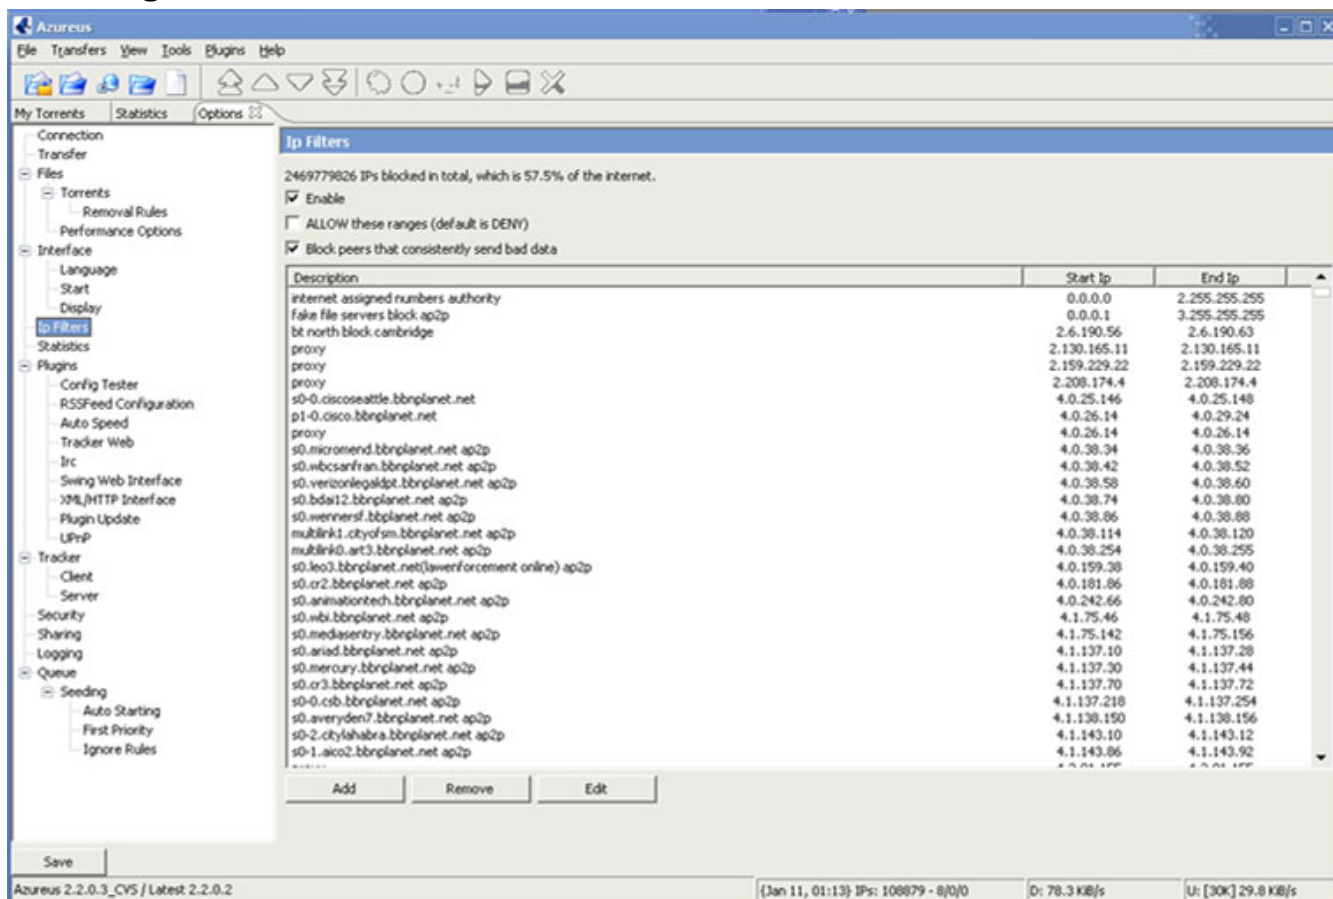 Azureus
File Transfers View Tools Plugins Help
My Torrents Statistics Options
Connection
Transfer
Files
Torrents
Removal Rules
Performance Options
Interface
Language
Start
Display
Ip Filters
Statistics
Plugins
Config Tester
RSSFeed Configuration
Auto Speed
Tracker Web
Irc
Swing Web Interface
XML/HTTP Interface
Plugin Update
UPnP
Tracker
Client
Server
Security
Sharing
Logging
Queue
Seeding
Auto Starting
First Priority
Ignore Rules
Ip Filters
2469779826 IPs blocked in total, which is 57.5% of the internet.
Enable
ALLOW these ranges (default is DENY)
Block peers that consistently send bad data
Description Start Ip End Ip
internet assigned numbers authority 0.0.0.0 2.255.255.255
fake file servers block ap2p 0.0.0.1 3.255.255.255
bt north block cambridge 2.6.190.56 2.6.190.63
proxy 2.130.165.11 2.130.165.11
proxy 2.159.229.22 2.159.229.22
proxy 2.208.174.4 2.208.174.4
s0-0.ciscoseattle.bbnplanet.net 4.0.25.146 4.0.25.148
p1-0.cisco.bbnplanet.net 4.0.26.14 4.0.29.24
proxy 4.0.26.14 4.0.26.14
s0.micromend.bbnplanet.net ap2p 4.0.38.34 4.0.38.36
s0.wbcsanfran.bbnplanet.net ap2p 4.0.38.42 4.0.38.52
s0.verizonlegaldpt.bbnplanet.net ap2p 4.0.38.58 4.0.38.60
s0.bdai12.bbnplanet.net ap2p 4.0.38.74 4.0.38.80
s0.wennersf.bbplanet.net ap2p 4.0.38.86 4.0.38.88
multilink1.cityofsm.bbnplanet.net ap2p 4.0.38.114 4.0.38.120
multilink0.art3.bbnplanet.net ap2p 4.0.38.254 4.0.38.255
s0.leo3.bbnplanet.net(lawenforcement online) ap2p 4.0.159.38 4.0.159.40
s0.cr2.bbnplanet.net ap2p 4.0.181.86 4.0.181.88
s0.animationtech.bbnplanet.net ap2p 4.0.242.66 4.0.242.80
s0.wbi.bbnplanet.net ap2p 4.1.75.46 4.1.75.48
s0.mediasentry.bbnplanet.net ap2p 4.1.75.142 4.1.75.156
s0.ariad.bbnplanet.net ap2p 4.1.137.10 4.1.137.28
s0.mercury.bbnplanet.net ap2p 4.1.137.30 4.1.137.44
s0.cr3.bbnplanet.net ap2p 4.1.137.70 4.1.137.72
s0-0.csb.bbnplanet.net ap2p 4.1.137.218 4.1.137.254
s0.averyden7.bbnplanet.net ap2p 4.1.138.150 4.1.138.156
s0-2.citylahabra.bbnplanet.net ap2p 4.1.143.10 4.1.143.12
s0-1.aico2.bbnplanet.net ap2p 4.1.143.86 4.1.143.92
Add Remove Edit
Save
Azureus 2.2.0.3_CVS / Latest 2.2.0.2 {Jan 11, 01:13} IPs: 108879 - 8/0/0 D: 78.3 KiB/s U: [30K] 29.8 KiB/s